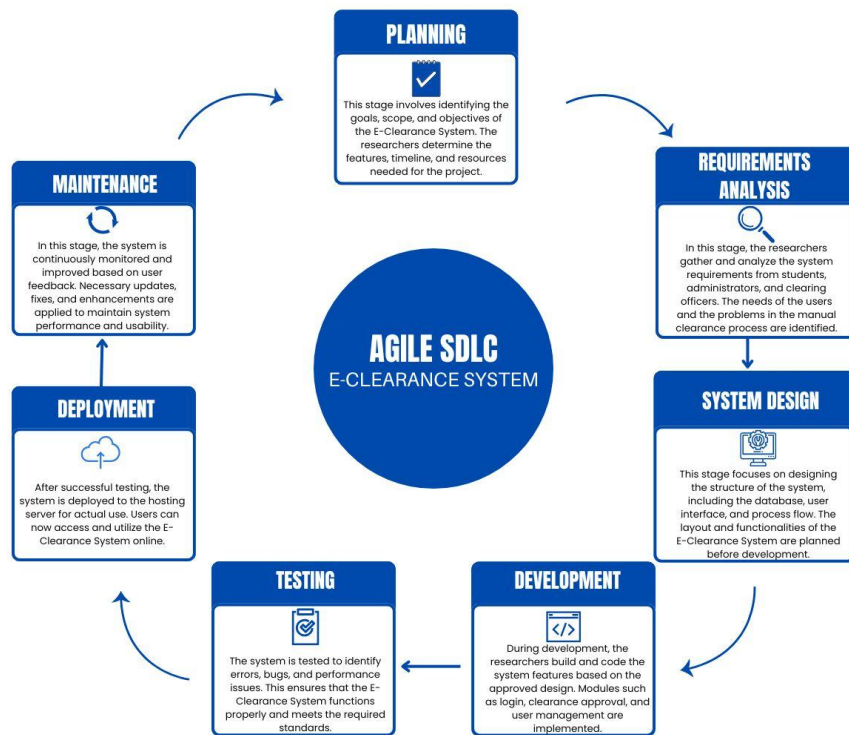 PLANNING
This stage involves identifying the
goals, scope, and objectives of
the E-Clearance System. The
researchers determine the
features, timeline, and resources
needed for the project.
REQUIREMENTS
ANALYSIS
In this stage, the researchers
gather and analyze the system
requirements from students,
administrators, and clearing
officers. The needs of the users
and the problems in the manual
clearance process are identified.
SYSTEM DESIGN
This stage focuses on designing
the structure of the system,
including the database, user
interface, and process flow. The
layout and functionalities of the
E-Clearance System are planned
before development.
DEVELOPMENT
</>
During development, the
researchers build and code the
system features based on the
approved design. Modules such
as login, clearance approval, and
user management are
implemented.
TESTING
The system is tested to identify
errors, bugs, and performance
issues. This ensures that the E-
Clearance System functions
properly and meets the required
standards.
DEPLOYMENT
After successful testing, the
system is deployed to the hosting
server for actual use. Users can
now access and utilize the E-
Clearance System online.
MAINTENANCE
In this stage, the system is
continuously monitored and
improved based on user
feedback. Necessary updates,
fixes, and enhancements are
applied to maintain system
performance and usability.
AGILE SDLC
E-CLEARANCE SYSTEM